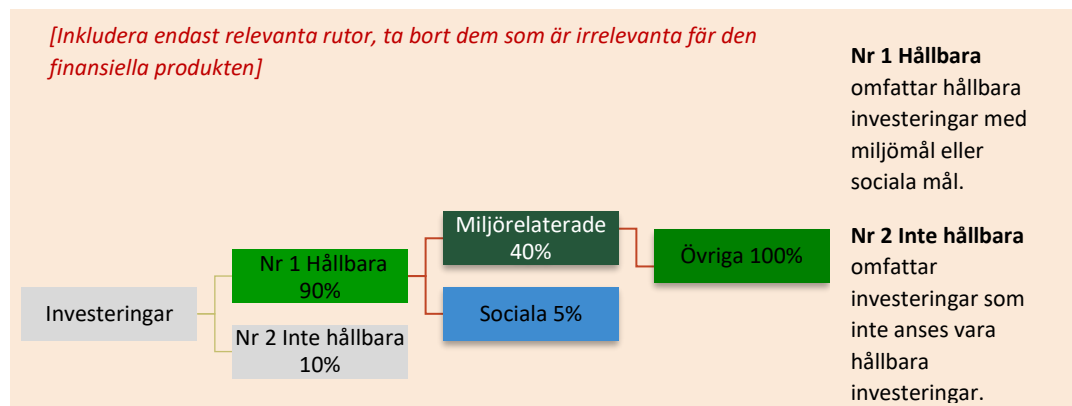 [Inkludera endast relevanta rutor, ta bort dem som är irrelevanta fär den
finansiella produkten]
Investeringar
Nr 1 Hållbara
90%
Nr 2 Inte hållbara
10%
Miljörelaterade
40%
Sociala 5%
Övriga 100%
Nr 1 Hållbara
omfattar hållbara
investeringar med
miljömål eller
sociala mål.
Nr 2 Inte hållbara
omfattar
investeringar som
inte anses vara
hållbara
investeringar.